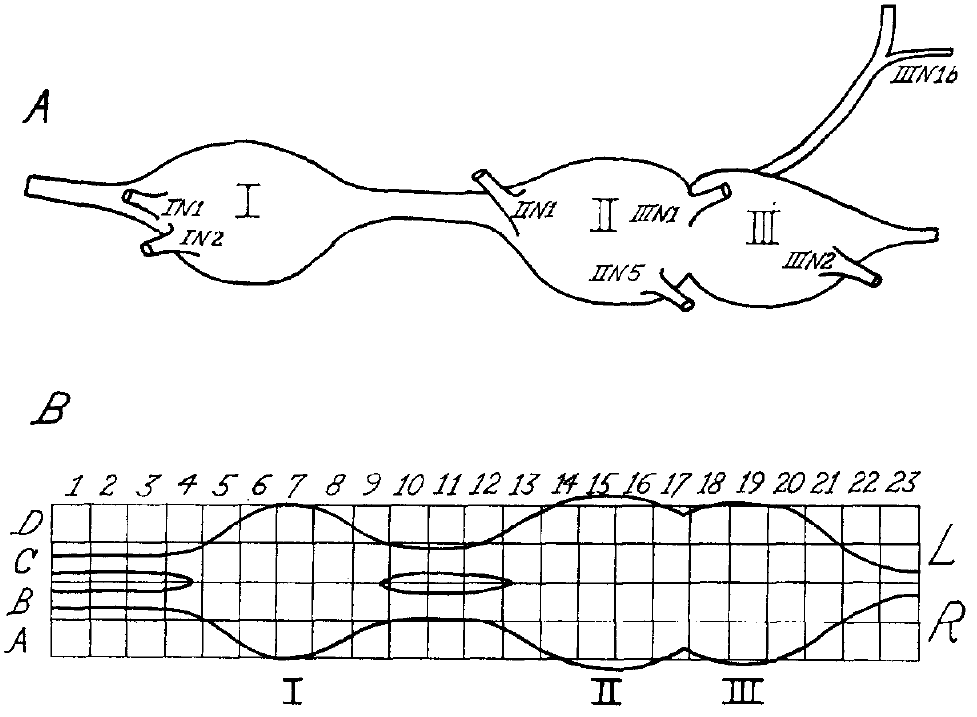 A
IN1
IN2
I
IIN1
II
IIN5
IIIN1
III
IIIN2
IIIN1b
B
1 2 3 4 5 6 7 8 9 10 11 12 13 14 15 16 17 18 19 20 21 22 23
D
C
B
A
L
R
I II III